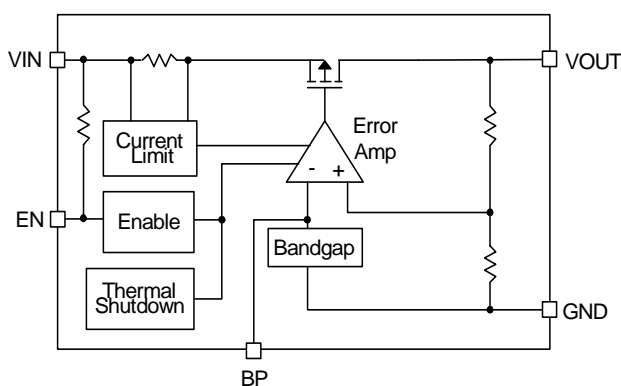 VIN
VOUT
Current
Limit
Error
Amp
- +
EN
Enable
Bandgap
Thermal
Shutdown
GND
BP